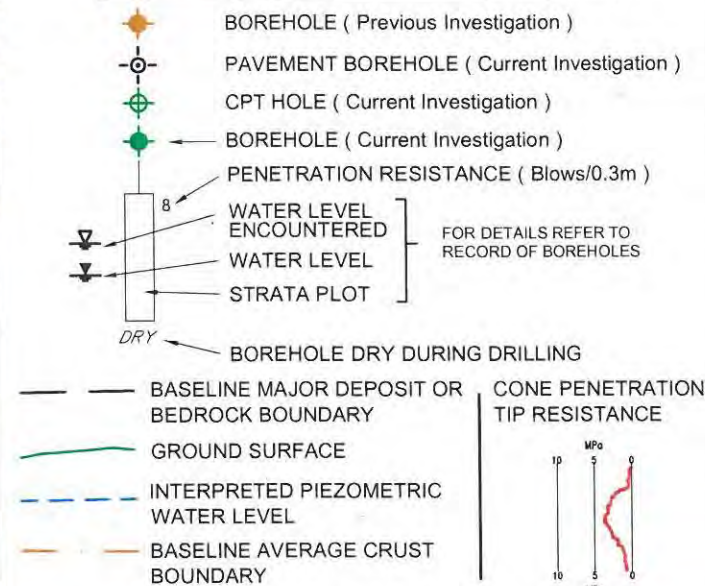 BOREHOLE ( Previous Investigation )
PAVEMENT BOREHOLE ( Current Investigation )
CPT HOLE ( Current Investigation )
BOREHOLE ( Current Investigation )
PENETRATION RESISTANCE ( Blows/0.3m )
8
WATER LEVEL
ENCOUNTERED
WATER LEVEL
STRATA PLOT
FOR DETAILS REFER TO
RECORD OF BOREHOLES
DRY
BOREHOLE DRY DURING DRILLING
BASELINE MAJOR DEPOSIT OR
BEDROCK BOUNDARY
GROUND SURFACE
INTERPRETED PIEZOMETRIC
WATER LEVEL
BASELINE AVERAGE CRUST
BOUNDARY
CONE PENETRATION
TIP RESISTANCE
MPa
10 5 0
10 5 0